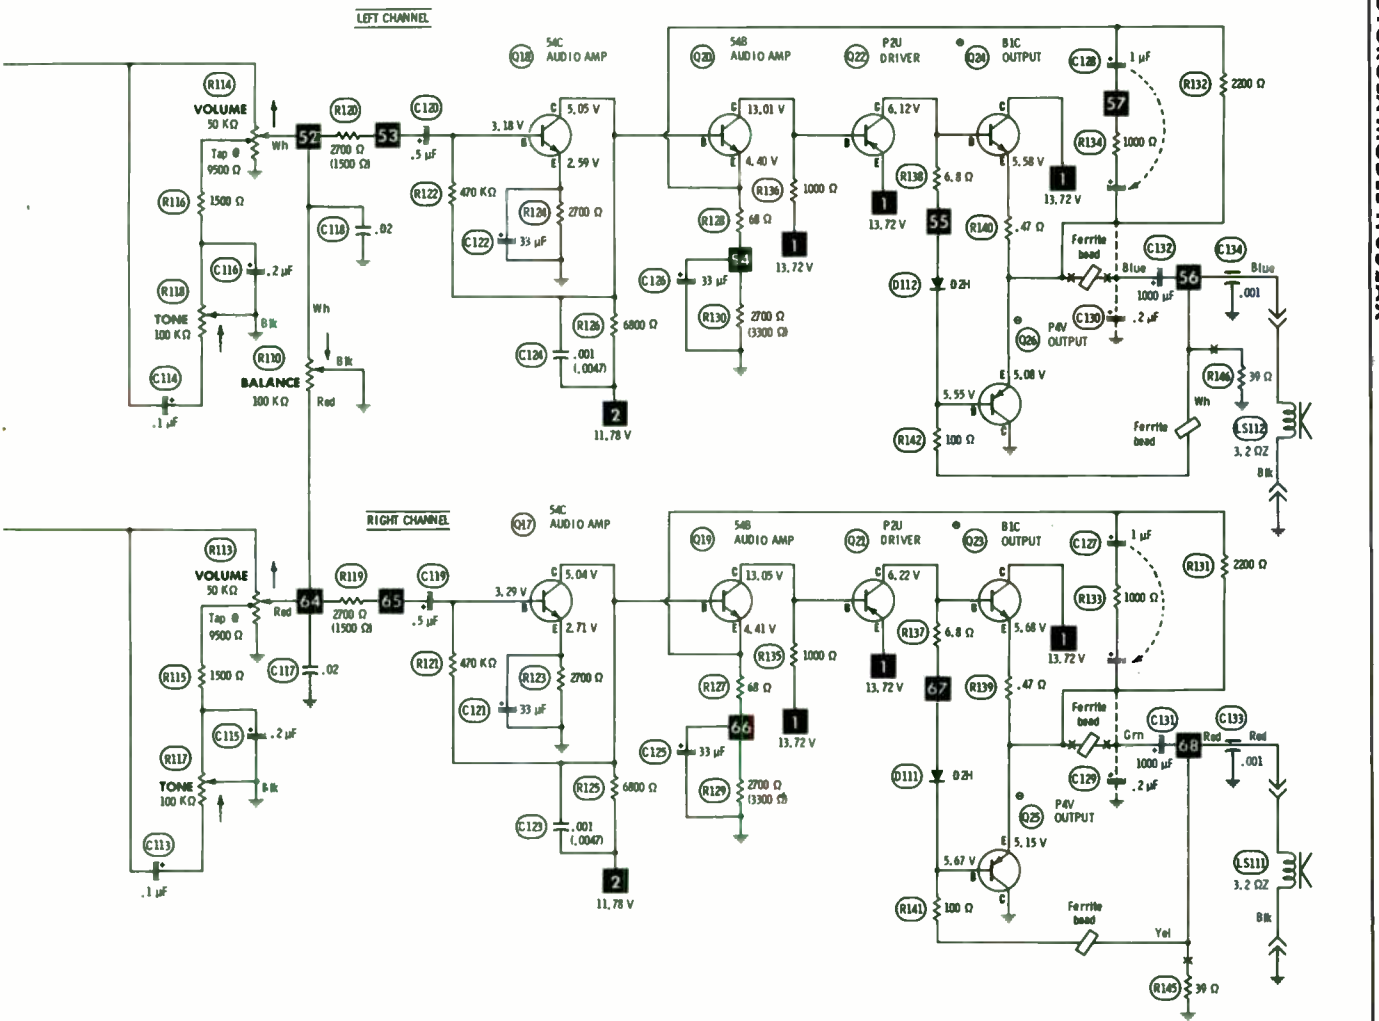 LEFT CHANNEL
R114
VOLUME
50 KΩ
Tap @
9500 Ω
Wh
52
R120
2700 Ω
(1500 Ω)
53
C120
.5 µF
R116
1500 Ω
C116
.2 µF
R118
TONE
100 KΩ
Blk
C114
.1 µF
C118
.02
Wh
R110
BALANCE
100 KΩ
Blk
Red
Q18
54C
AUDIO AMP
3.18 V
B
C
5.05 V
E
2.59 V
R122
470 KΩ
R124
2700 Ω
C122
33 µF
R126
6800 Ω
C124
.001
(.0047)
2
11.78 V
Q20
54B
AUDIO AMP
C
13.01 V
B
E
4.40 V
R128
68 Ω
54
C126
33 µF
R130
2700 Ω
(3300 Ω)
R136
1000 Ω
1
13.72 V
Q22
P2U
DRIVER
C
6.12 V
B
E
1
13.72 V
R138
6.8 Ω
55
D112
D2H
Q24
B1C
OUTPUT
C
B
E
5.58 V
1
13.72 V
R140
.47 Ω
Q26
P4V
OUTPUT
E
5.08 V
5.55 V
B
C
R142
100 Ω
C128
1 µF
57
R134
1000 Ω
R132
2200 Ω
Ferrite
bead
Blue
C132
1000 µF
56
C134
Blue
.001
C130
.2 µF
R146
39 Ω
Wh
Ferrite
bead
LS112
3.2 ΩZ
Blk
RIGHT CHANNEL
R113
VOLUME
50 KΩ
Tap @
9500 Ω
Red
64
R119
2700 Ω
(1500 Ω)
65
C119
.5 µF
R115
1500 Ω
C115
.2 µF
R117
TONE
100 KΩ
Blk
C113
.1 µF
C117
.02
Q17
54C
AUDIO AMP
3.29 V
B
C
5.04 V
E
2.71 V
R121
470 KΩ
R123
2700 Ω
C121
33 µF
R125
6800 Ω
C123
.001
(.0047)
2
11.78 V
Q19
54B
AUDIO AMP
C
13.05 V
B
E
4.41 V
R127
68 Ω
66
C125
33 µF
R129
2700 Ω
(3300 Ω)
R135
1000 Ω
1
13.72 V
Q21
P2U
DRIVER
C
6.22 V
B
E
1
13.72 V
R137
6.8 Ω
67
D111
D2H
Q23
B1C
OUTPUT
C
B
E
5.68 V
1
13.72 V
R139
.47 Ω
Q25
P4V
OUTPUT
E
5.15 V
5.67 V
B
C
R141
100 Ω
C127
1 µF
R133
1000 Ω
R131
2200 Ω
Ferrite
bead
Grn
C131
1000 µF
68
Red
C133
Red
.001
C129
.2 µF
Ferrite
bead
Yel
R145
39 Ω
LS111
3.2 ΩZ
Blk